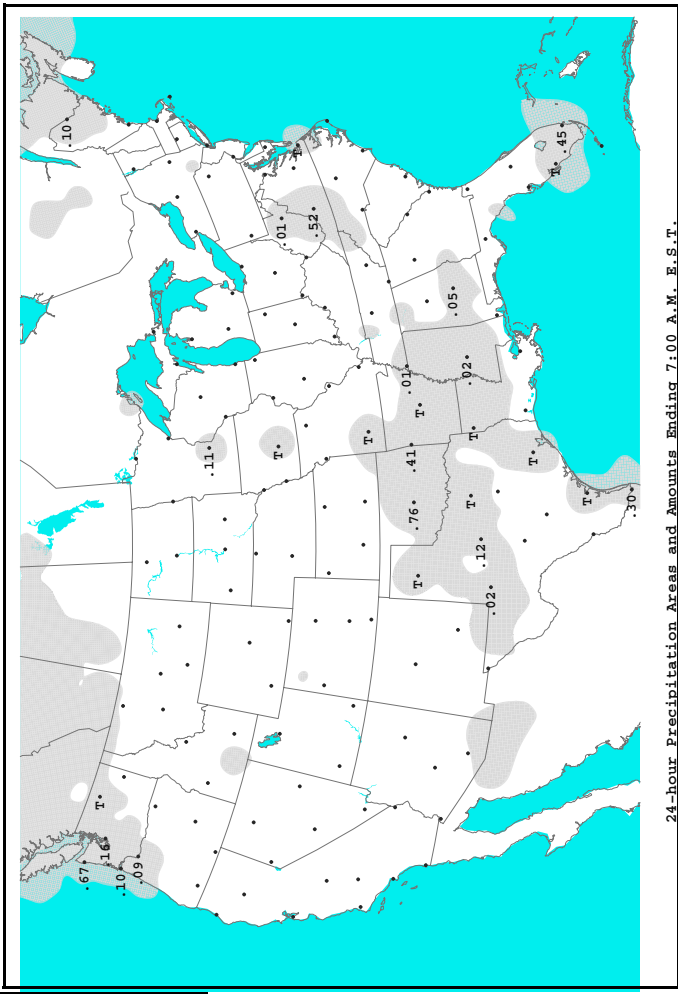 .10
.67
T
.16
.10
.09
.11
T
.01
T
.52
T
.01
T
.76
.41
T
.05
.02
T
T
.12
.02
T
T
.45
T
.30
24-hour Precipitation Areas and Amounts Ending 7:00 A.M. E.S.T.